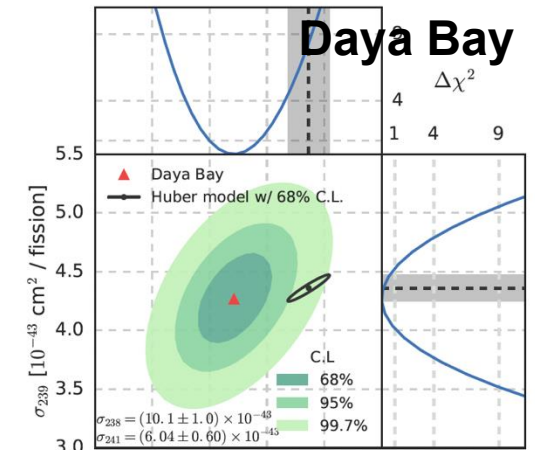 Daya Bay
9
Δχ²
4
1 4 9
5.5
Daya Bay
Huber model w/ 68% C.L.
5.0
4.5
4.0
3.5
3.0
σ₂₃₉ [10⁻⁴³ cm² / fission]
C.L
68%
95%
99.7%
σ₂₃₈ = (10.1 ± 1.0) × 10⁻⁴³
σ₂₄₁ = (6.04 ± 0.60) × 10⁻⁴³